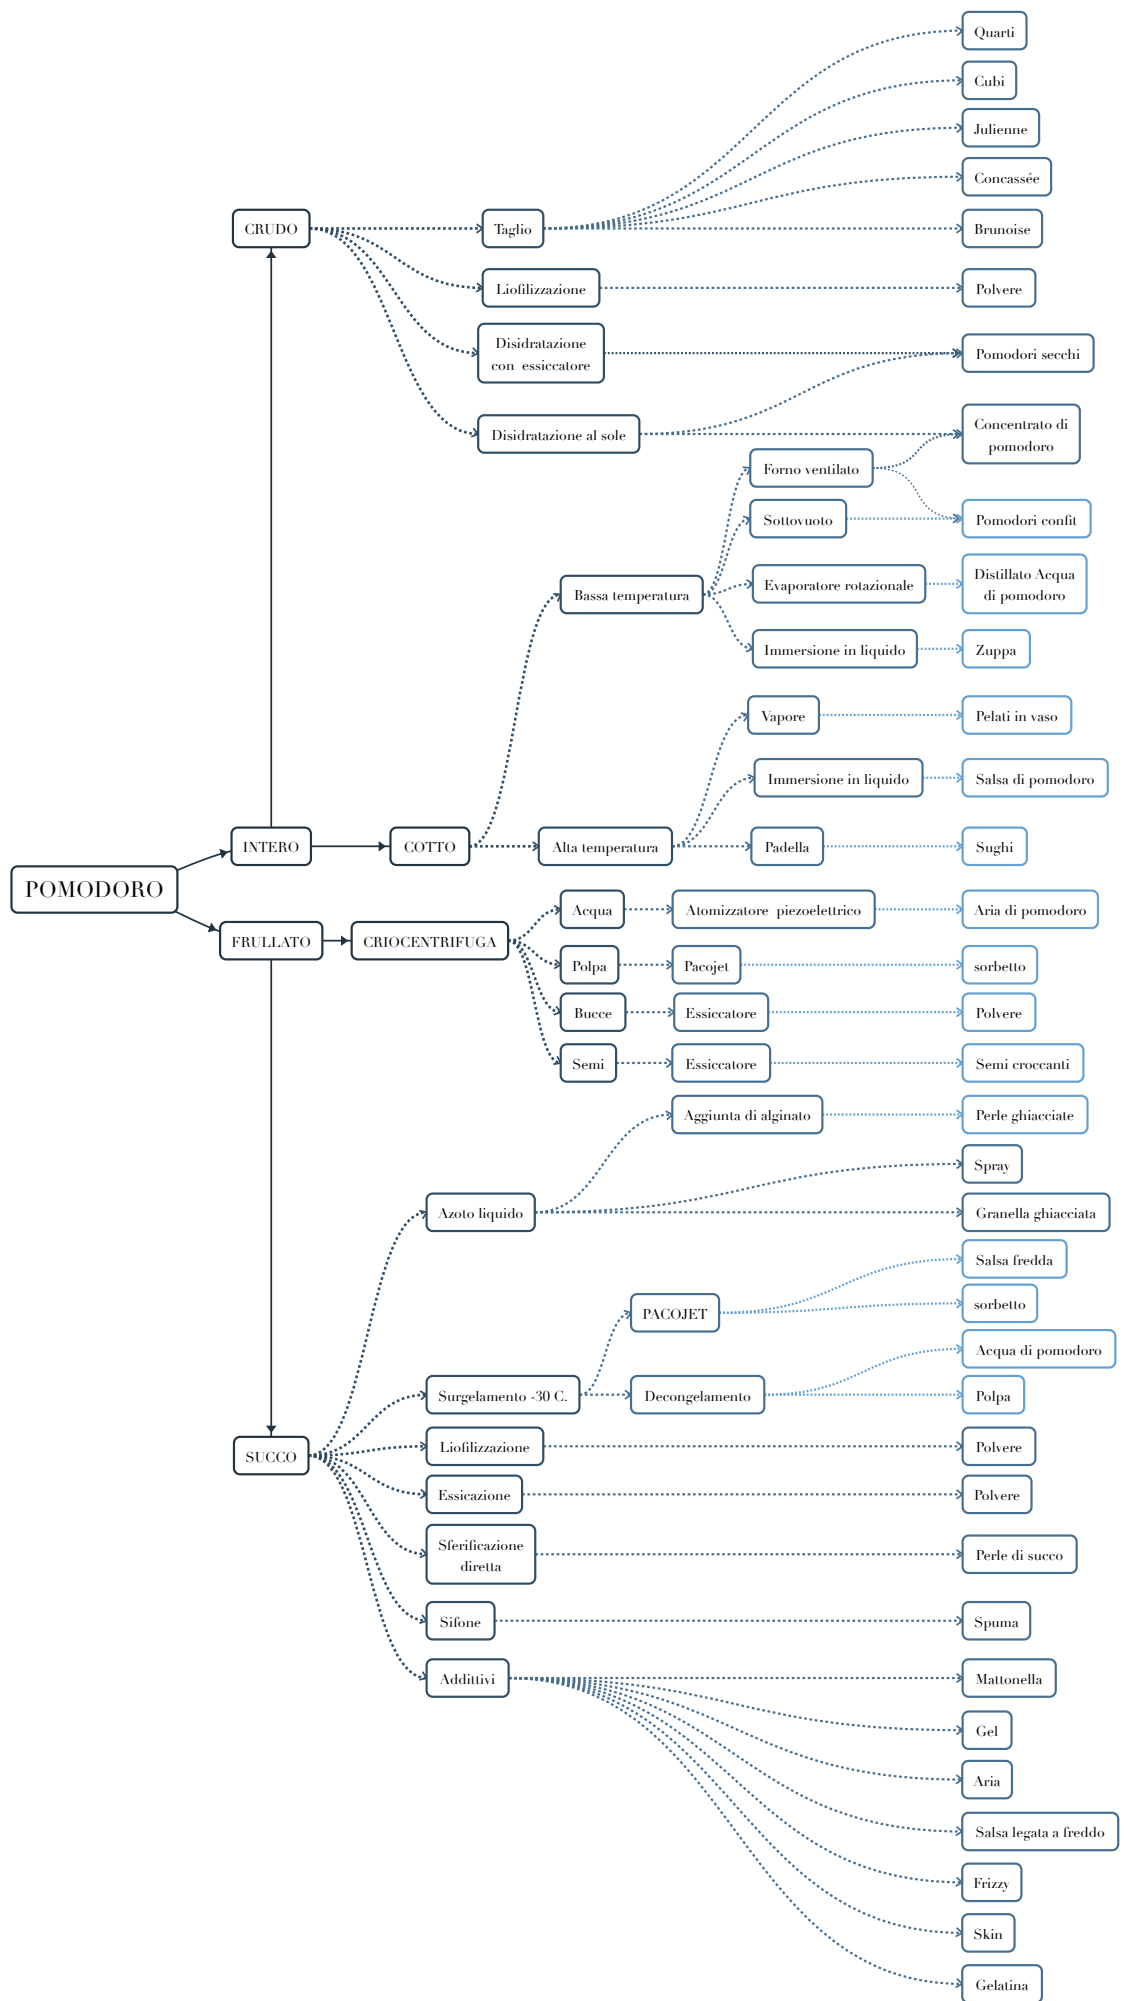 Quarti
Cubi
Julienne
Concassée
CRUDO
Taglio
Brunoise
Liofilizzazione
Polvere
Disidratazione
con essiccatore
Pomodori secchi
Disidratazione al sole
Concentrato di
pomodoro
Forno ventilato
Sottovuoto
Pomodori confit
Bassa temperatura
Evaporatore rotazionale
Distillato Acqua
di pomodoro
Immersione in liquido
Zuppa
Vapore
Pelati in vaso
Immersione in liquido
Salsa di pomodoro
INTERO
COTTO
Alta temperatura
Padella
Sughi
POMODORO
Acqua
Atomizzatore piezoelettrico
Aria di pomodoro
FRULLATO
CRIOCENTRIFUGA
Polpa
Pacojet
sorbetto
Bucce
Essiccatore
Polvere
Semi
Essiccatore
Semi croccanti
Aggiunta di alginato
Perle ghiacciate
Spray
Azoto liquido
Granella ghiacciata
Salsa fredda
PACOJET
sorbetto
Acqua di pomodoro
Surgelamento -30 C.
Decongelamento
Polpa
SUCCO
Liofilizzazione
Polvere
Essicazione
Polvere
Sferificazione
diretta
Perle di succo
Sifone
Spuma
Addittivi
Mattonella
Gel
Aria
Salsa legata a freddo
Frizzy
Skin
Gelatina